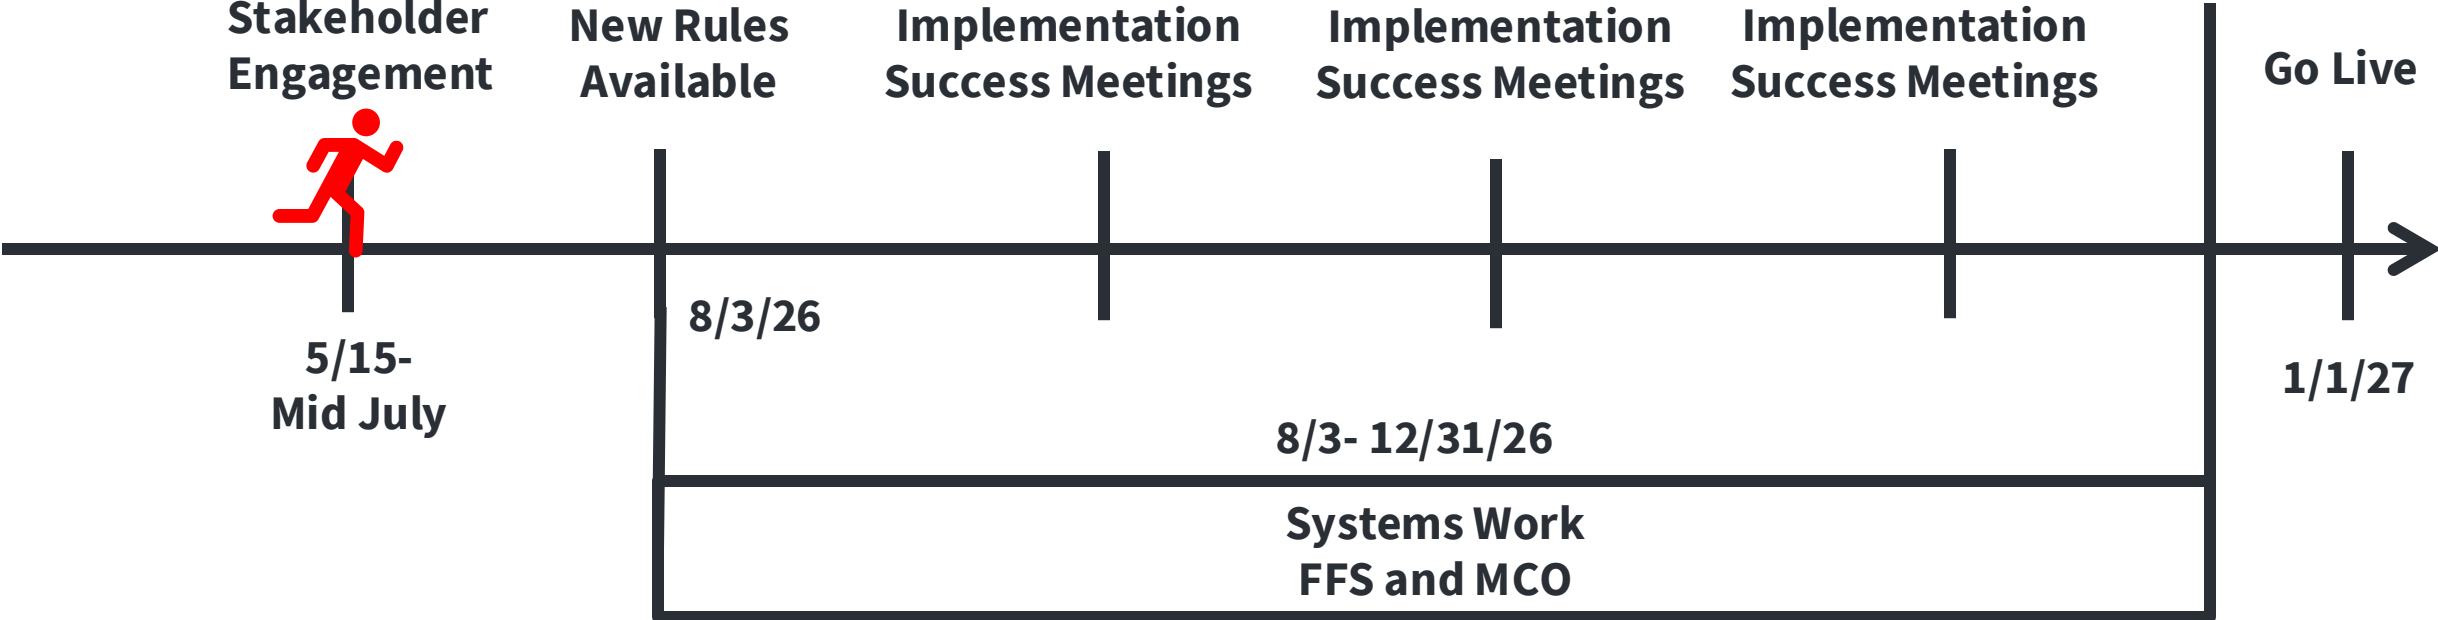 Stakeholder
Engagement
New Rules
Available
Implementation
Success Meetings
Implementation
Success Meetings
Implementation
Success Meetings
Go Live
5/15-
Mid July
8/3/26
1/1/27
8/3- 12/31/26
Systems Work
FFS and MCO